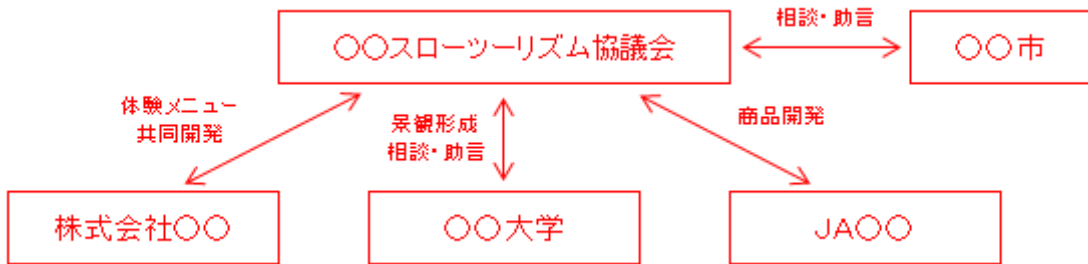 相談・助言
〇〇スローツーリズム協議会
〇〇市
体験メニュー
共同開発
景観形成
相談・助言
商品開発
株式会社〇〇
〇〇大学
JA〇〇